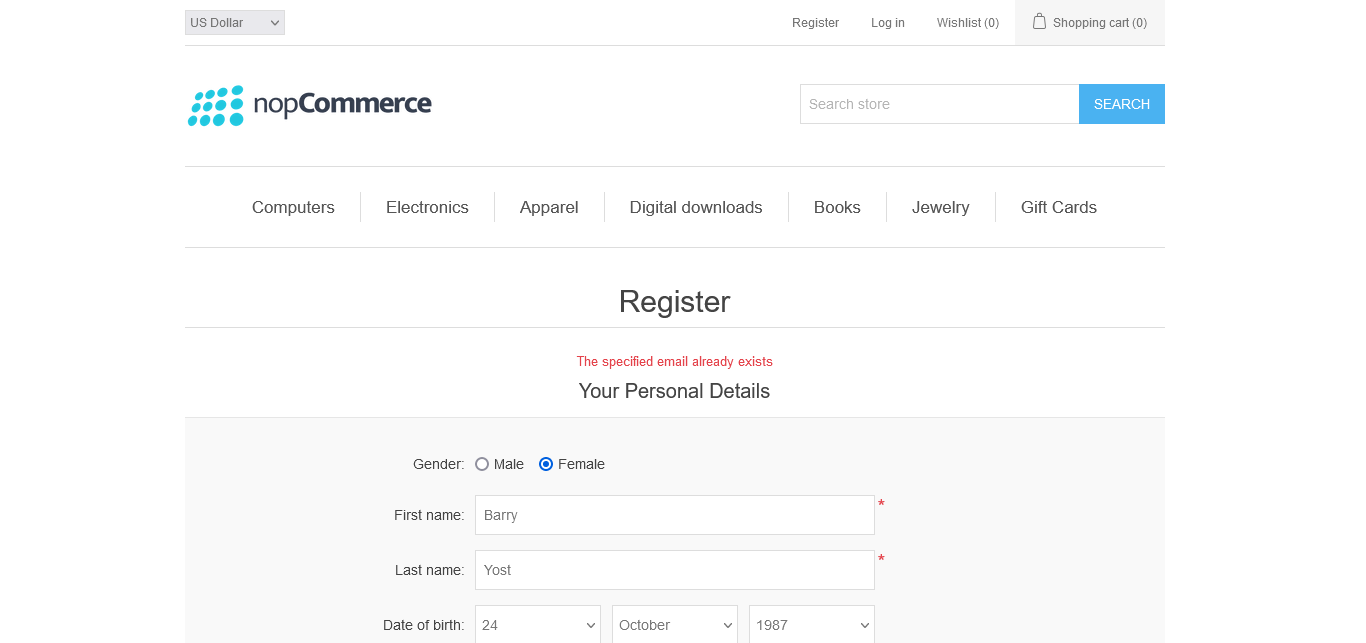 US Dollar
Register
Log in
Wishlist (0)
Shopping cart (0)
nopCommerce
Search store
SEARCH
Computers
Electronics
Apparel
Digital downloads
Books
Jewelry
Gift Cards
Register
The specified email already exists
Your Personal Details
Gender: Male Female
First name: Barry *
Last name: Yost *
Date of birth: 24 October 1987